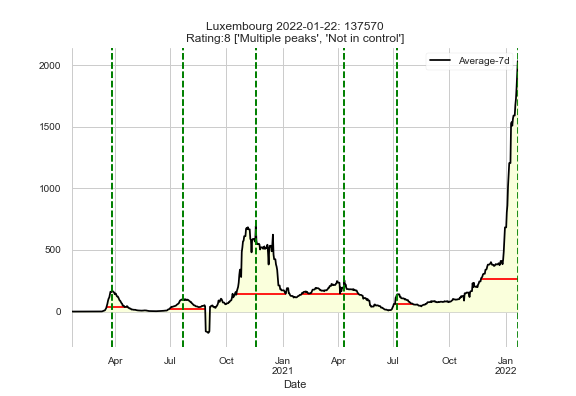 Luxembourg 2022-01-22: 137570
Rating:8 ['Multiple peaks', 'Not in control']
Average-7d
2000
1500
1000
500
0
Apr
Jul
Oct
Jan
2021
Apr
Jul
Oct
Jan
2022
Date